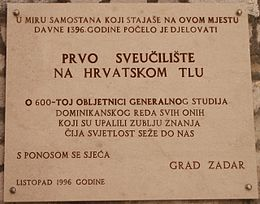 U MIRU SAMOSTANA KOJI STAJAŠE NA OVOM MJESTU
DAVNE 1396. GODINE POČELO JE DJELOVATI
PRVO SVEUČILIŠTE
NA HRVATSKOM TLU
O 600-TOJ OBLJETNICI GENERALNOG STUDIJA
DOMINIKANSKOG REDA SVIH ONIH
KOJI SU UPALILI ZUBLJU ZNANJA
ČIJA SVJETLOST SEŽE DO NAS
S PONOSOM SE SJEĆA
GRAD ZADAR
LISTOPAD 1996 GODINE